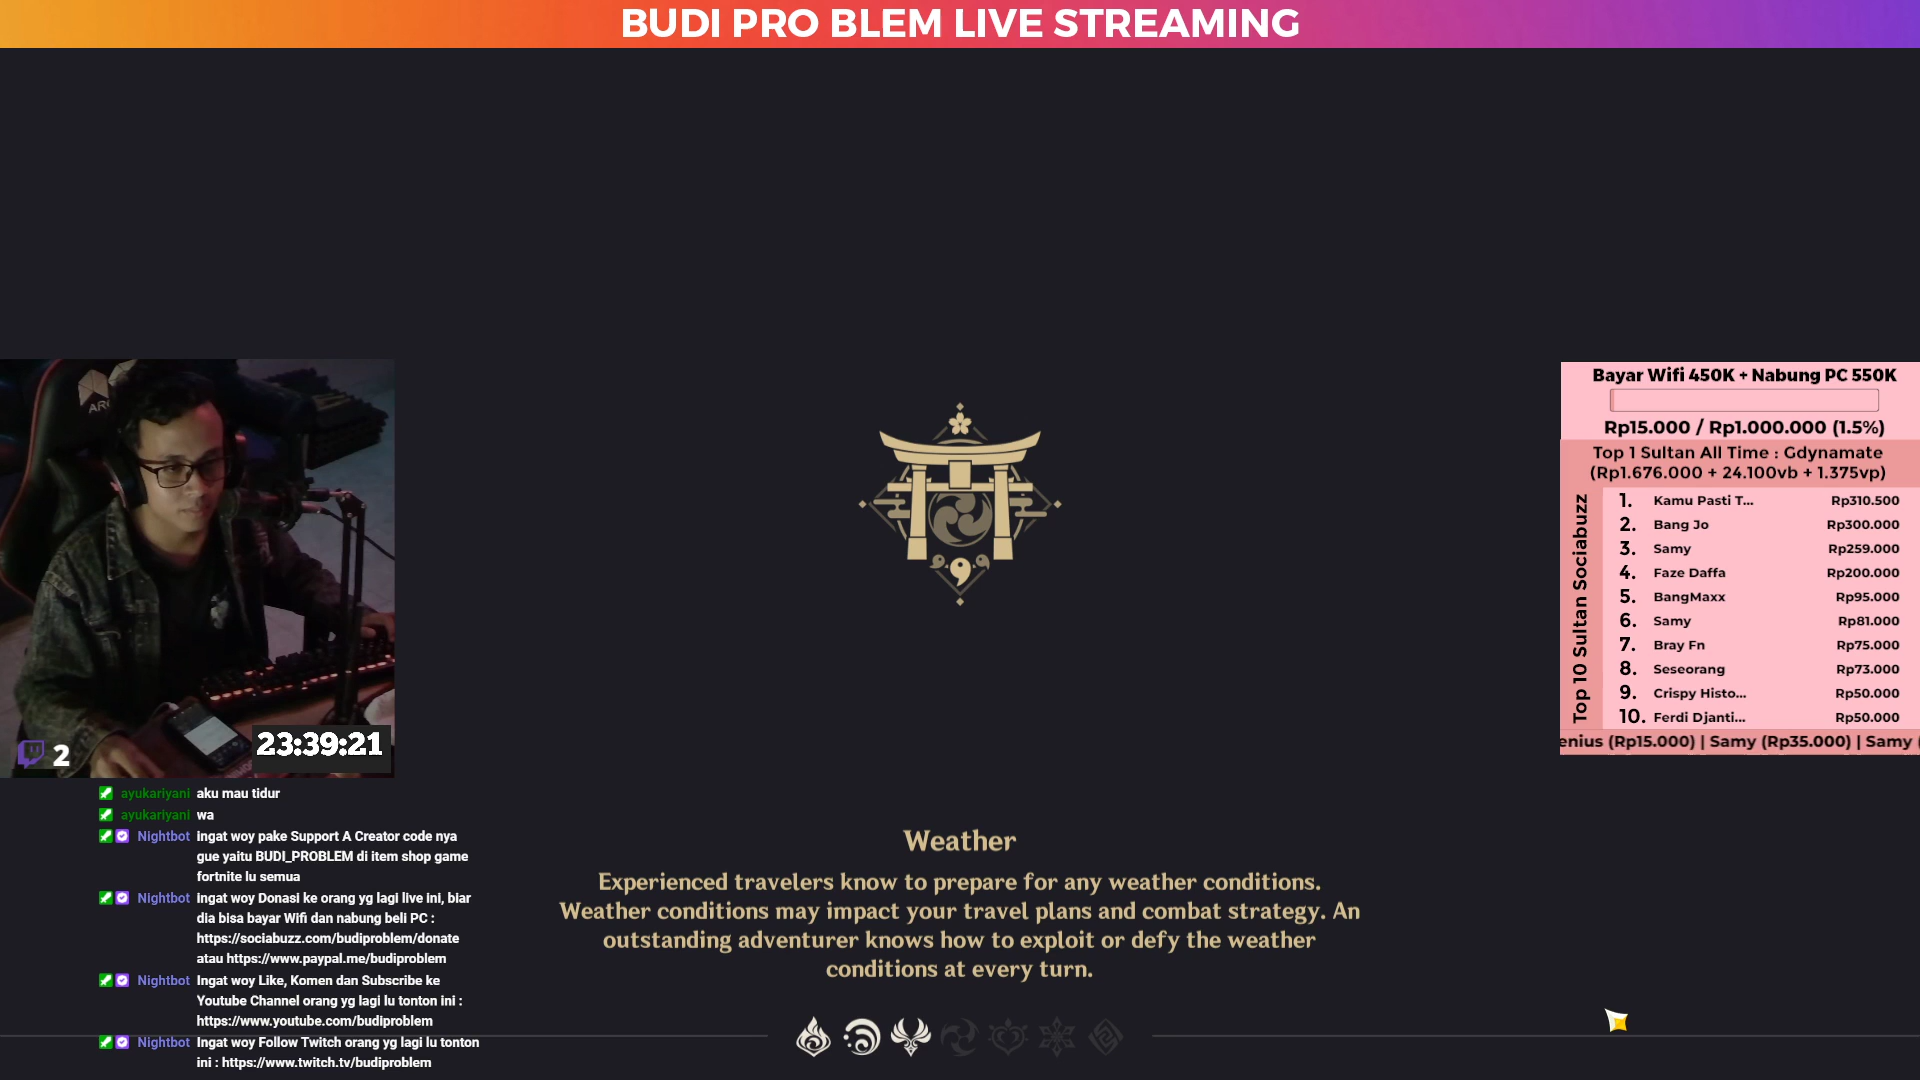 BUDI PRO BLEM LIVE STREAMING
Bayar Wifi 450K + Nabung PC 550K
Rp15.000 / Rp1.000.000 (1.5%)
Top 1 Sultan All Time : Gdynamate
(Rp1.676.000 + 24.100vb + 1.375vp)
Top 10 Sultan Sociabuzz
1. Kamu Pasti T... Rp310.500
2. Bang Jo Rp300.000
3. Samy Rp259.000
4. Faze Daffa Rp200.000
5. BangMaxx Rp95.000
6. Samy Rp81.000
7. Bray Fn Rp75.000
8. Seseorang Rp73.000
9. Crispy Histo... Rp50.000
10. Ferdi Djanti... Rp50.000
enius (Rp15.000) | Samy (Rp35.000) | Samy (
2
23:39:21
ayukariyani aku mau tidur
ayukariyani wa
Nightbot ingat woy pake Support A Creator code nya
gue yaitu BUDI_PROBLEM di item shop game
fortnite lu semua
Nightbot Ingat woy Donasi ke orang yg lagi live ini, biar
dia bisa bayar Wifi dan nabung beli PC :
https://sociabuzz.com/budiproblem/donate
atau https://www.paypal.me/budiproblem
Nightbot Ingat woy Like, Komen dan Subscribe ke
Youtube Channel orang yg lagi lu tonton ini :
https://www.youtube.com/budiproblem
Nightbot Ingat woy Follow Twitch orang yg lagi lu tonton
ini : https://www.twitch.tv/budiproblem
Weather
Experienced travelers know to prepare for any weather conditions.
Weather conditions may impact your travel plans and combat strategy. An
outstanding adventurer knows how to exploit or defy the weather
conditions at every turn.